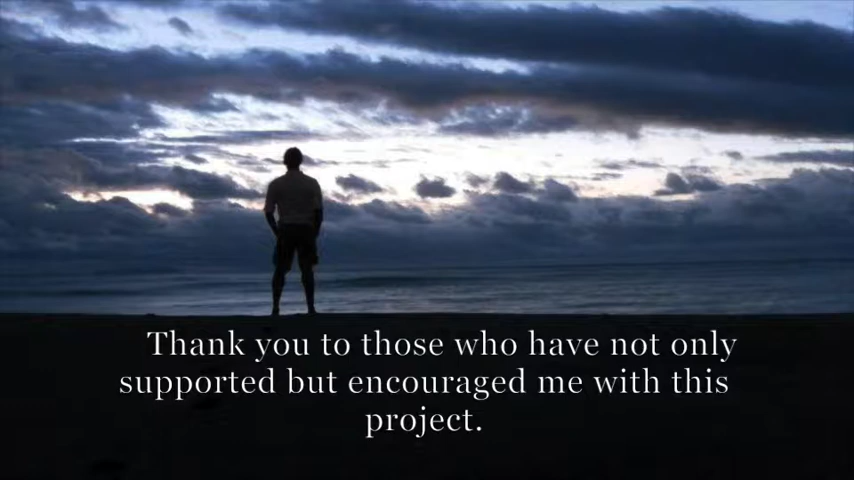 Thank you to those who have not only
supported but encouraged me with this
project.